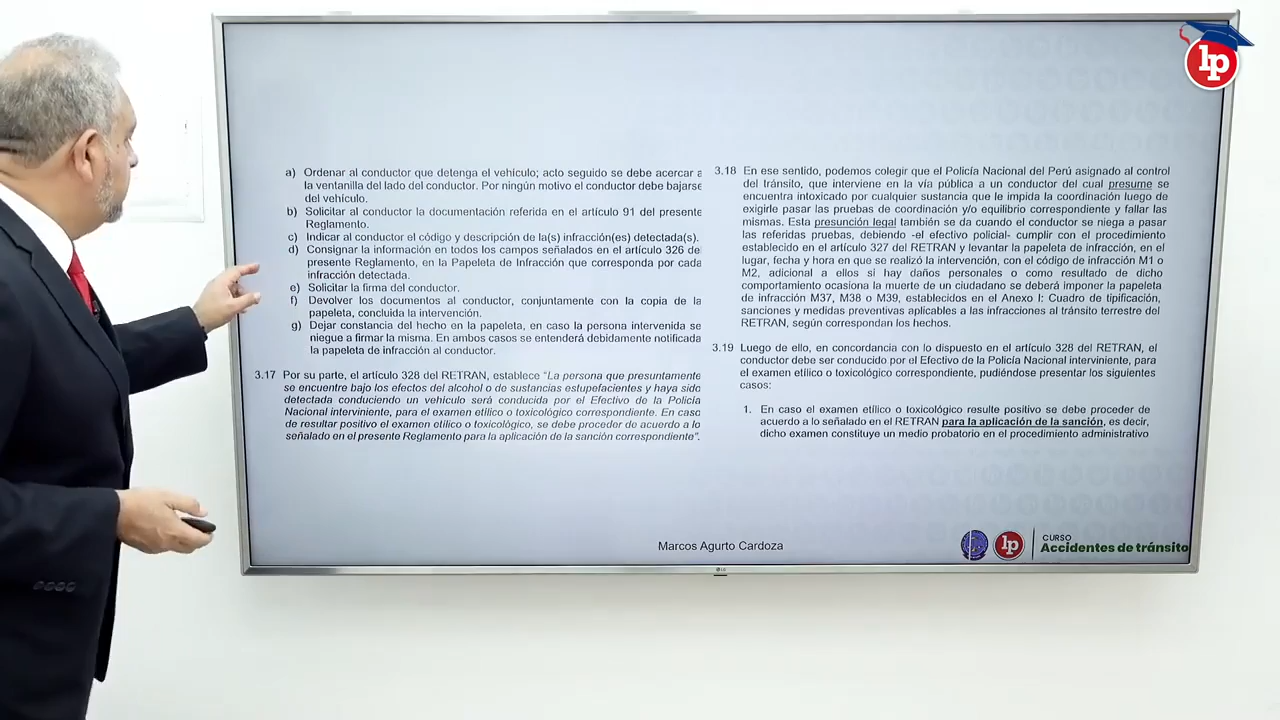 lp
a) Ordenar al conductor que detenga el vehículo; acto seguido se debe acercar a
la ventanilla del lado del conductor. Por ningún motivo el conductor debe bajarse
del vehículo.
b) Solicitar al conductor la documentación referida en el artículo 91 del presente
Reglamento.
c) Indicar al conductor el código y descripción de la(s) infracción(es) detectada(s).
d) Consignar la información en todos los campos señalados en el artículo 326 del
presente Reglamento, en la Papeleta de Infracción que corresponda por cada
infracción detectada.
e) Solicitar la firma del conductor.
f) Devolver los documentos al conductor, conjuntamente con la copia de la
papeleta, concluida la intervención.
g) Dejar constancia del hecho en la papeleta, en caso la persona intervenida se
niegue a firmar la misma. En ambos casos se entenderá debidamente notificada
la papeleta de infracción al conductor.
3.17 Por su parte, el artículo 328 del RETRAN, establece “La persona que presuntamente
se encuentre bajo los efectos del alcohol o de sustancias estupefacientes y haya sido
detectada conduciendo un vehículo será conducida por el Efectivo de la Policía
Nacional interviniente, para el examen etílico o toxicológico correspondiente. En caso
de resultar positivo el examen etílico o toxicológico, se debe proceder de acuerdo a lo
señalado en el presente Reglamento para la aplicación de la sanción correspondiente”.
3.18 En ese sentido, podemos colegir que el Policía Nacional del Perú asignado al control
del tránsito, que interviene en la vía pública a un conductor del cual presume se
encuentra intoxicado por cualquier sustancia que le impida la coordinación luego de
exigirle pasar las pruebas de coordinación y/o equilibrio correspondiente y fallar las
mismas. Esta presunción legal también se da cuando el conductor se niega a pasar
las referidas pruebas, debiendo -el efectivo policial- cumplir con el procedimiento
establecido en el artículo 327 del RETRAN y levantar la papeleta de infracción, en el
lugar, fecha y hora en que se realizó la intervención, con el código de infracción M1 o
M2, adicional a ellos si hay daños personales o como resultado de dicho
comportamiento ocasiona la muerte de un ciudadano se deberá imponer la papeleta
de infracción M37, M38 o M39, establecidos en el Anexo I: Cuadro de tipificación,
sanciones y medidas preventivas aplicables a las infracciones al tránsito terrestre del
RETRAN, según correspondan los hechos.
3.19 Luego de ello, en concordancia con lo dispuesto en el artículo 328 del RETRAN, el
conductor debe ser conducido por el Efectivo de la Policía Nacional interviniente, para
el examen etílico o toxicológico correspondiente, pudiéndose presentar los siguientes
casos:
1. En caso el examen etílico o toxicológico resulte positivo se debe proceder de
acuerdo a lo señalado en el RETRAN para la aplicación de la sanción, es decir,
dicho examen constituye un medio probatorio en el procedimiento administrativo
Marcos Agurto Cardoza
lp
CURSO
Accidentes de tránsito
LG